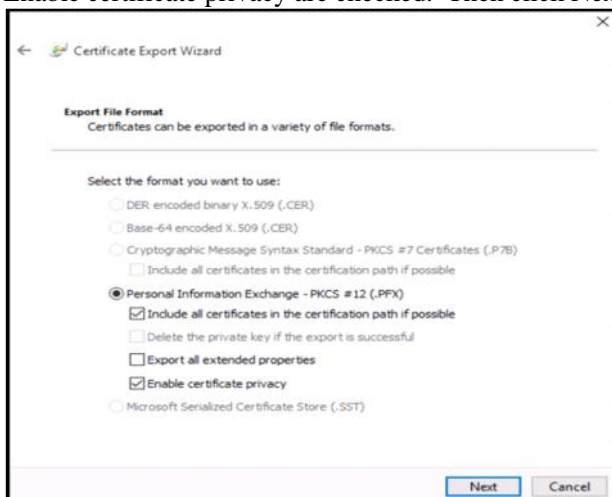 Enable certificate privacy are checked. Then click
Certificate Export Wizard
Export File Format
Certificates can be exported in a variety of file formats.
Select the format you want to use:
DER encoded binary X.509 (.CER)
Base-64 encoded X.509 (.CER)
Cryptographic Message Syntax Standard - PKCS #7 Certificates (.P7B)
Include all certificates in the certification path if possible
Personal Information Exchange - PKCS #12 (.PFX)
Include all certificates in the certification path if possible
Delete the private key if the export is successful
Export all extended properties
Enable certificate privacy
Microsoft Serialized Certificate Store (.SST)
Next Cancel